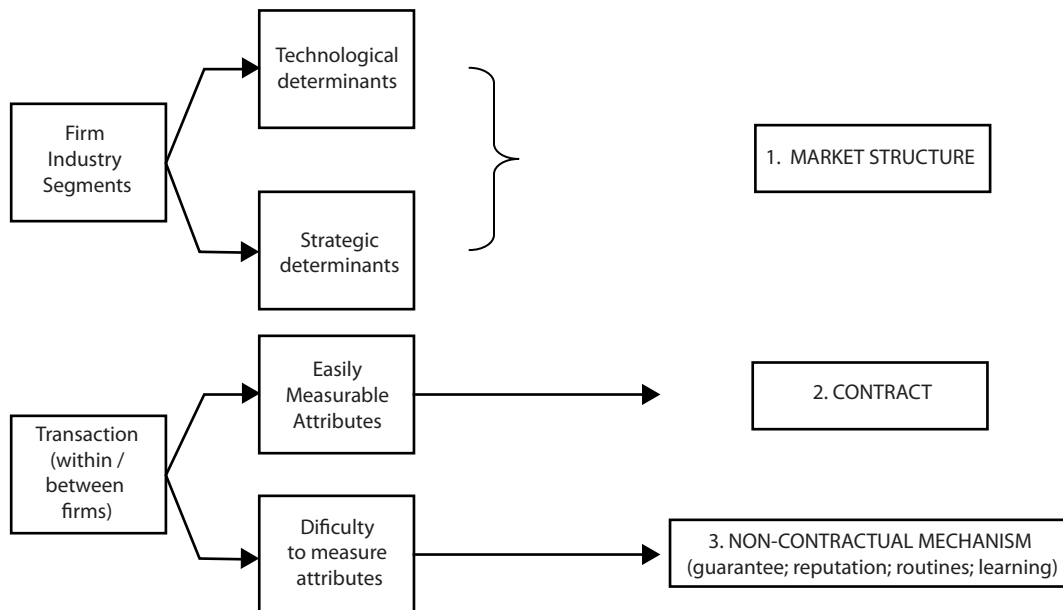 Technological
determinants
Firm
Industry
Segments
1. MARKET STRUCTURE
Strategic
determinants
Easily
Measurable
Attributes
2. CONTRACT
Transaction
(within /
between
firms)
Dificulty
to measure
attributes
3. NON-CONTRACTUAL MECHANISM
(guarantee; reputation; routines; learning)